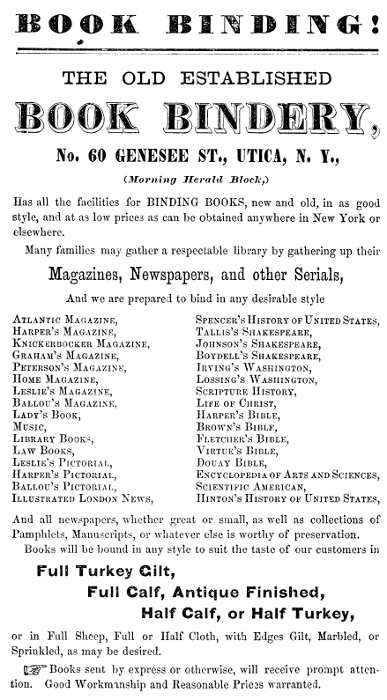 BOOK BINDING!
THE OLD ESTABLISHED
BOOK BINDERY,
No. 60 GENESEE ST., UTICA, N. Y.,
(Morning Herald Block,)
Has all the facilities for BINDING BOOKS, new and old, in as good
style, and at as low prices as can be obtained anywhere in New York or
elsewhere.
Many families may gather a respectable library by gathering up their
Magazines, Newspapers, and other Serials,
And we are prepared to bind in any desirable style
Atlantic Magazine,
Harper's Magazine,
Knickerbocker Magazine,
Graham's Magazine,
Peterson's Magazine,
Home Magazine,
Leslie's Magazine,
Ballou's Magazine,
Lady's Book,
Music,
Library Books,
Law Books,
Leslie's Pictorial,
Harper's Pictorial,
Ballou's Pictorial,
Illustrated London News,
Spencer's History of United States,
Tallis's Shakespeare,
Johnson's Shakespeare,
Boydell's Shakespeare,
Irving's Washington,
Lossing's Washington,
Scripture History,
Life of Christ,
Harper's Bible,
Brown's Bible,
Fletcher's Bible,
Virtue's Bible,
Douay Bible,
Encyclopedia of Arts and Sciences,
Scientific American,
Hinton's History of United States,
And all newspapers, whether great or small, as well as collections of
Pamphlets, Manuscripts, or whatever else is worthy of preservation.
Books will be bound in any style to suit the taste of our customers in
Full Turkey Gilt,
Full Calf, Antique Finished,
Half Calf, or Half Turkey,
or in Full Sheep, Full or Half Cloth, with Edges Gilt, Marbled, or
Sprinkled, as may be desired.
☞ Books sent by express or otherwise, will receive prompt atten-
tion. Good Workmanship and Reasonable Prices warranted.